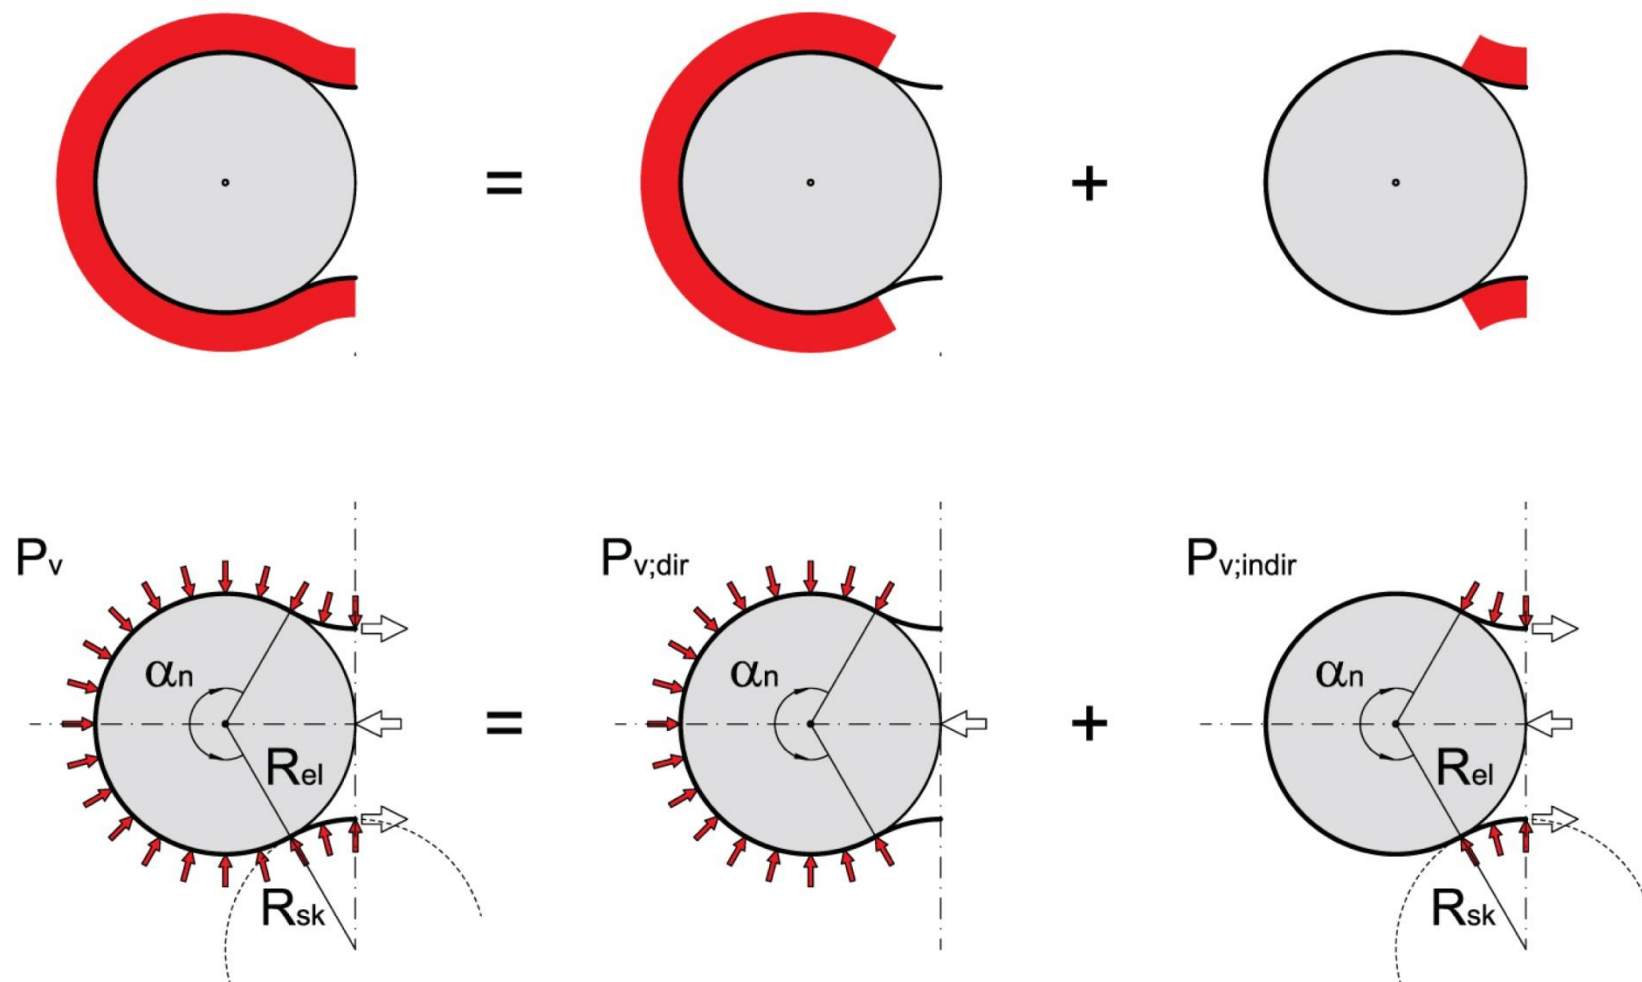 = +
Pv Pv;dir Pv;indir
αn = αn + αn
Rel Rel
Rsk Rsk